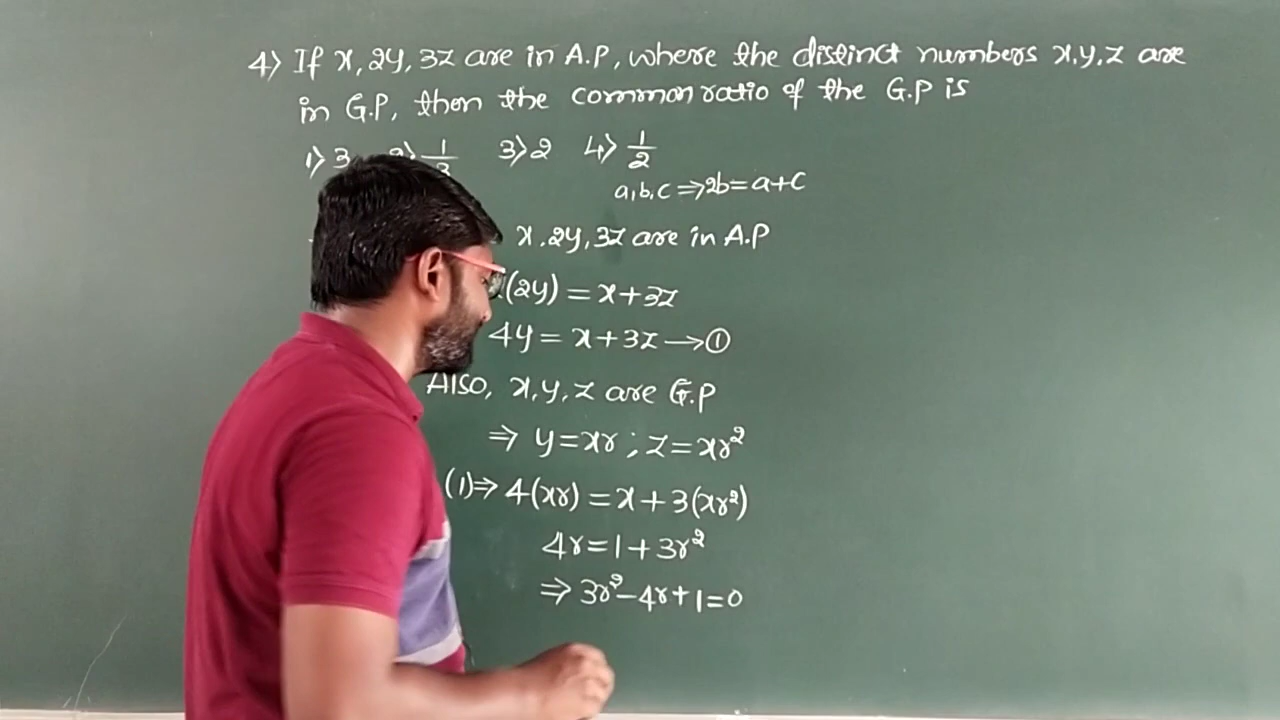 4) If x, 2y, 3z are in A.P, where the distinct numbers x,y,z are
in G.P, then the common ratio of the G.P is
1) 3 2) 1/3 3) 2 4) 1/2
a,b,c ⇒ 2b = a+c
x, 2y, 3z are in A.P
(2y) = x+3z
4y = x+3z → ①
Also, x,y,z are G.P
⇒ y = xr ; z = xr²
(1) ⇒ 4(xr) = x + 3(xr²)
4r = 1 + 3r²
⇒ 3r² - 4r + 1 = 0